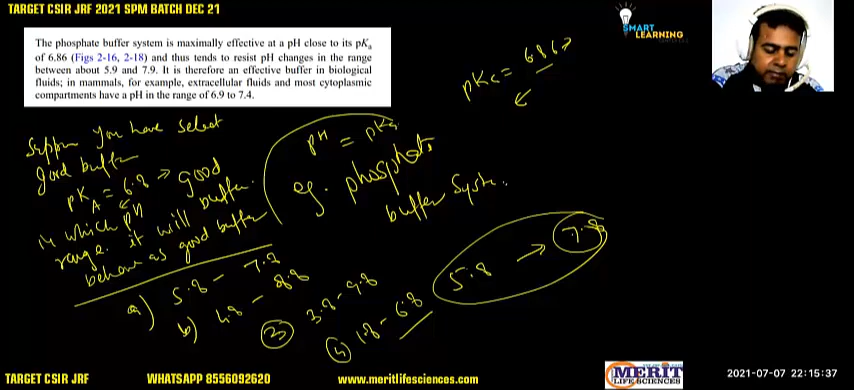 TARGET CSIR JRF 2021 SPM BATCH DEC 21
SMART
LEARNING
The phosphate buffer system is maximally effective at a pH close to its pKa
of 6.86 (Figs 2-16, 2-18) and thus tends to resist pH changes in the range
between about 5.9 and 7.9). It is therefore an effective buffer in biological
fluids; in mammals, for example, extracellular fluids and most cytoplasmic
compartments have a pH in the range of 6.9 to 7.4.
pH = pKa
eg. phosphate
buffer System
you have select
good buffer
pKA = 6.8 => good
buffer.
in which pH
range. it will
behave as good buffer
a) 5.8 - 7.8
b) 4.8 - 8.8
3) 3.8 - 9.8
4) 1.8 - 6.8
5.8 → 7.8
TARGET CSIR JRF
WHATSAPP 8556092620
www.meritlifesciences.com
MERIT
LIFE SCIENCES
2021-07-07 22:15:37